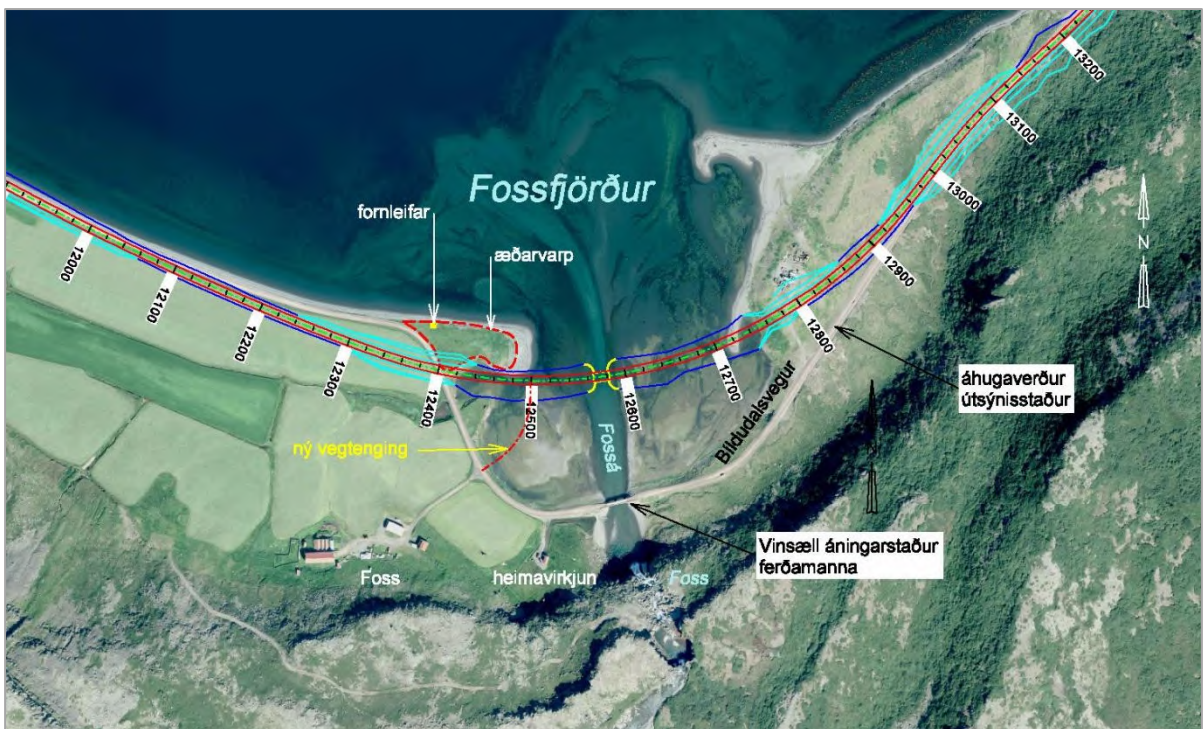 Fossfjörður
fornleifar
æðarvarp
13200
13100
13000
12900
12800
12700
12600
12500
12400
12300
12200
12100
12000
N
áhugaverður
útsýnisstaður
Bíldudalsvegur
ný vegtenging
Fossá
Vinsæll áningarstaður
ferðamanna
Foss
heimavirkjun
Foss